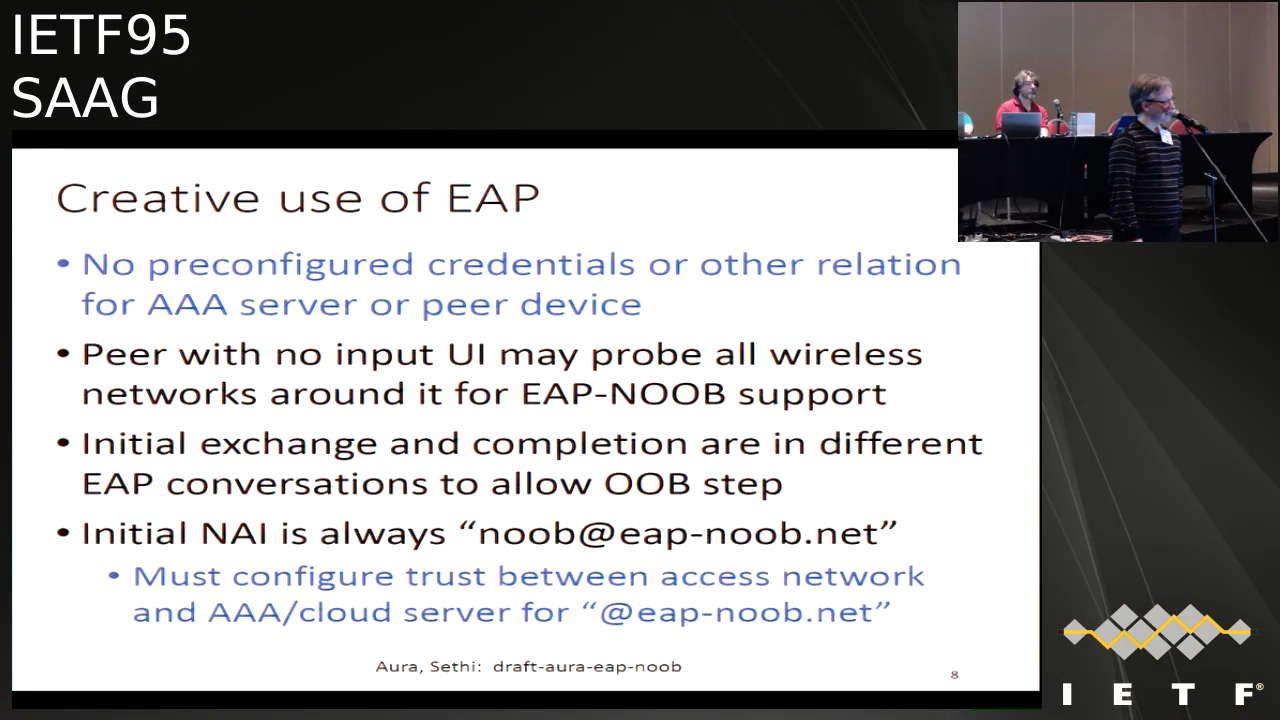 IETF95
SAAG
Creative use of EAP
• No preconfigured credentials or other relation
for AAA server or peer device
• Peer with no input UI may probe all wireless
networks around it for EAP-NOOB support
• Initial exchange and completion are in different
EAP conversations to allow OOB step
• Initial NAI is always “noob@eap-noob.net”
• Must configure trust between access network
and AAA/cloud server for “@eap-noob.net”
Aura, Sethi: draft-aura-eap-noob
8
I E T F®